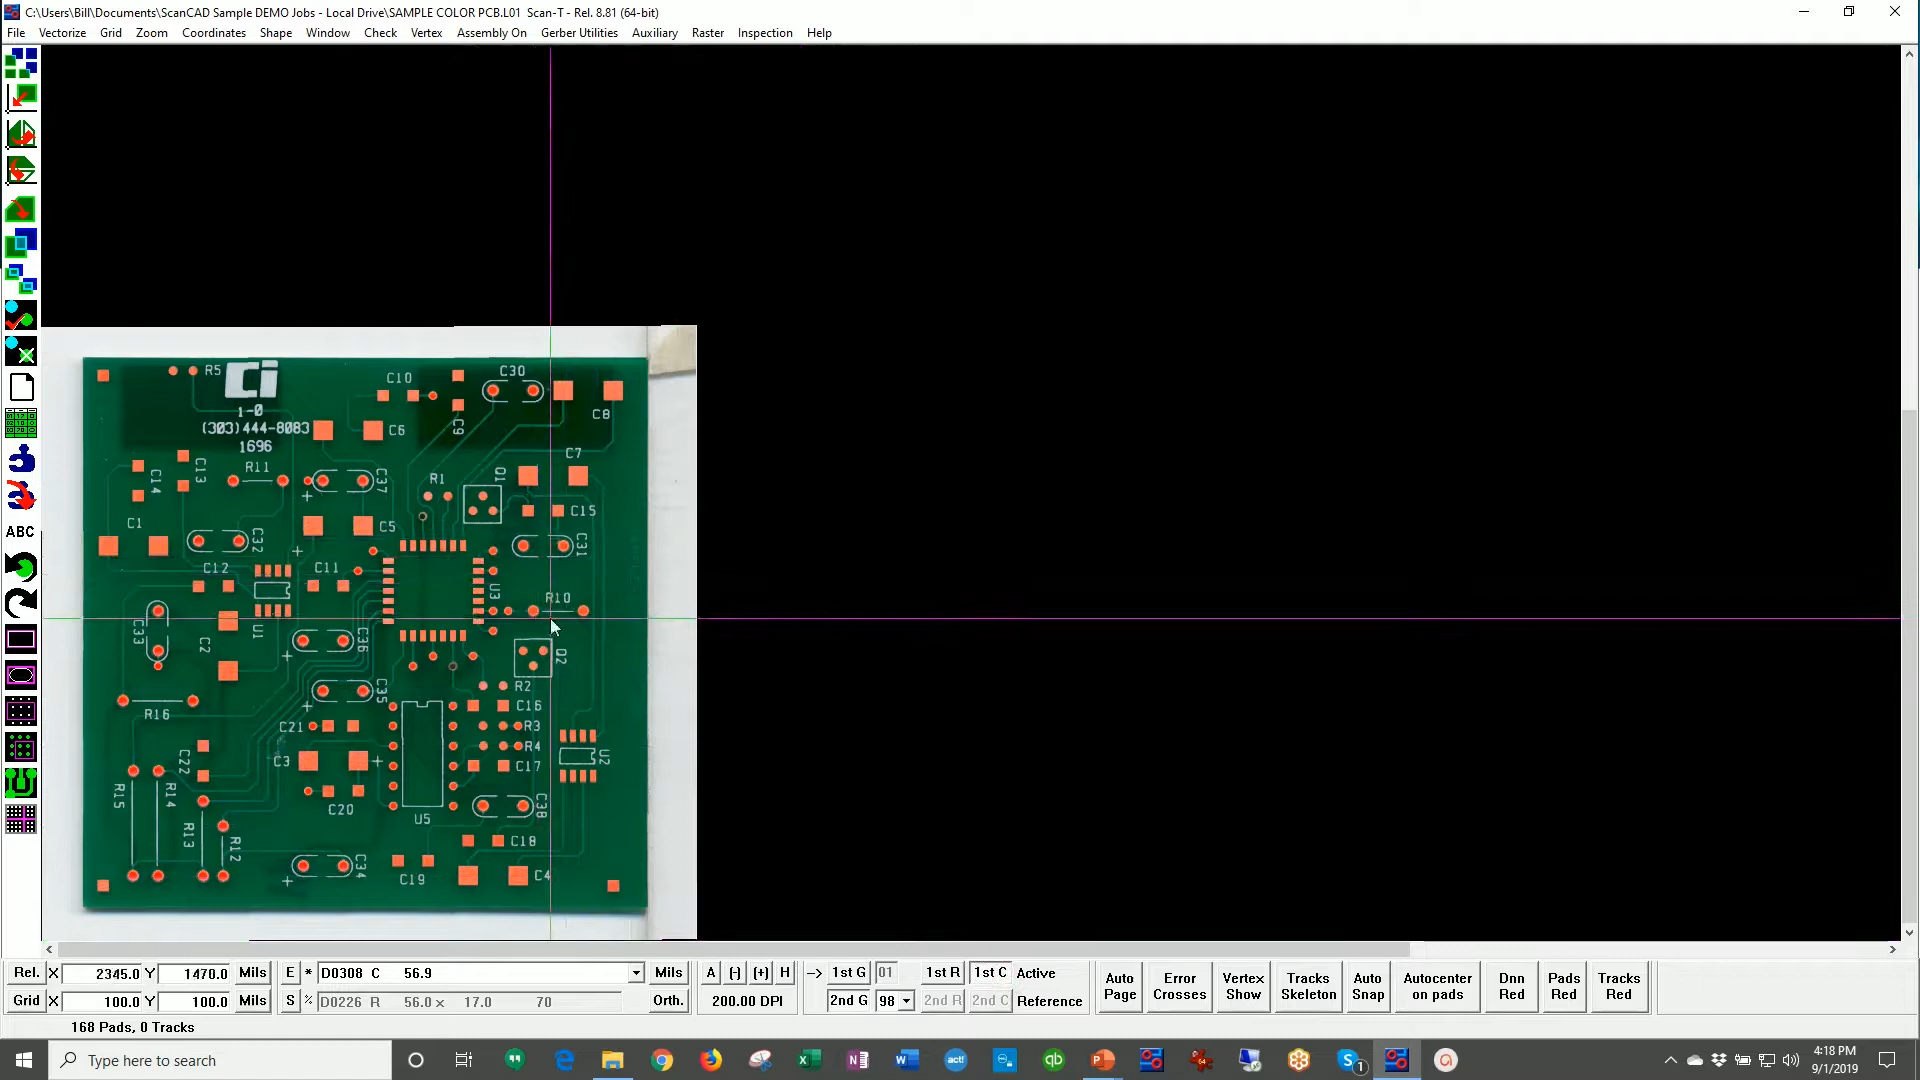 C:\Users\Bill\Documents\ScanCAD Sample DEMO Jobs - Local Drive\SAMPLE COLOR PCB.L01  Scan-T - Rel. 8.81 (64-bit)
File Vectorize Grid Zoom Coordinates Shape Window Check Vertex Assembly On Gerber Utilities Auxiliary Raster Inspection Help
R5 Ci C10 C30
1-0 C9 C8
(303)444-8083 C6
1696
C7
C14 C13 R11 C37 R1 Q1
+
C1 C5 C15
C32 + C31
C12 C11 U3 R10
C33 C2 U1 C36 Q2
+
R2
C35
R16 + C16
C21 R3
R4
C22 C3 + C17 U2
R15 R14 C20 U5 C38
R13 R12 C18
C34 C19 C4
+
ABC
Rel. X 2345.0 Y 1470.0 Mils E * D0308 C 56.9 Mils A (-) (+) H -> 1st G 01 1st R 1st C Active
Grid X 100.0 Y 100.0 Mils S % D0226 R 56.0 x 17.0 70 Orth. 200.00 DPI 2nd G 98 2nd R 2nd C Reference
Auto Page Error Crosses Vertex Show Tracks Skeleton Auto Snap Autocenter on pads Dnn Red Pads Red Tracks Red
168 Pads, 0 Tracks
Type here to search
act!
qb
4:18 PM
9/1/2019